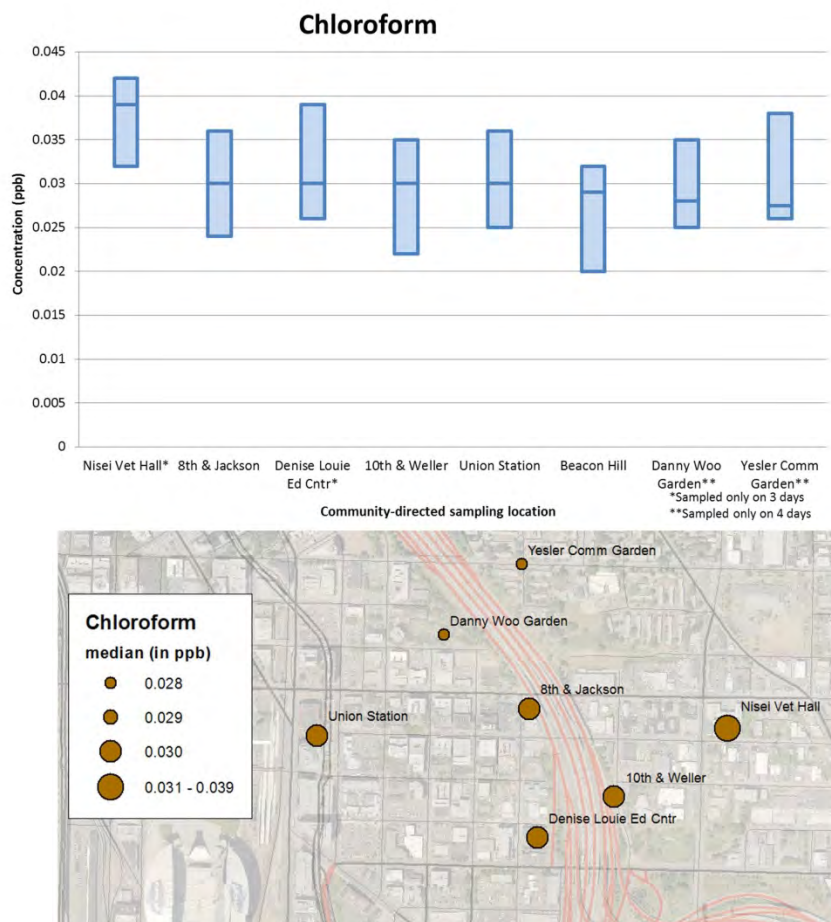 Chloroform
0.045
0.04
0.035
0.03
0.025
0.02
0.015
0.01
0.005
0
Concentration (ppb)
Nisei Vet Hall* 8th & Jackson Denise Louie 10th & Weller Union Station Beacon Hill Danny Woo Yesler Comm
Ed Cntr* Garden** Garden**
*Sampled only on 3 days
Community-directed sampling location
**Sampled only on 4 days
Yesler Comm Garden
Chloroform
median (in ppb)
0.028
0.029
0.030
0.031 - 0.039
Danny Woo Garden
8th & Jackson
Union Station
Nisei Vet Hall
10th & Weller
Denise Louie Ed Cntr